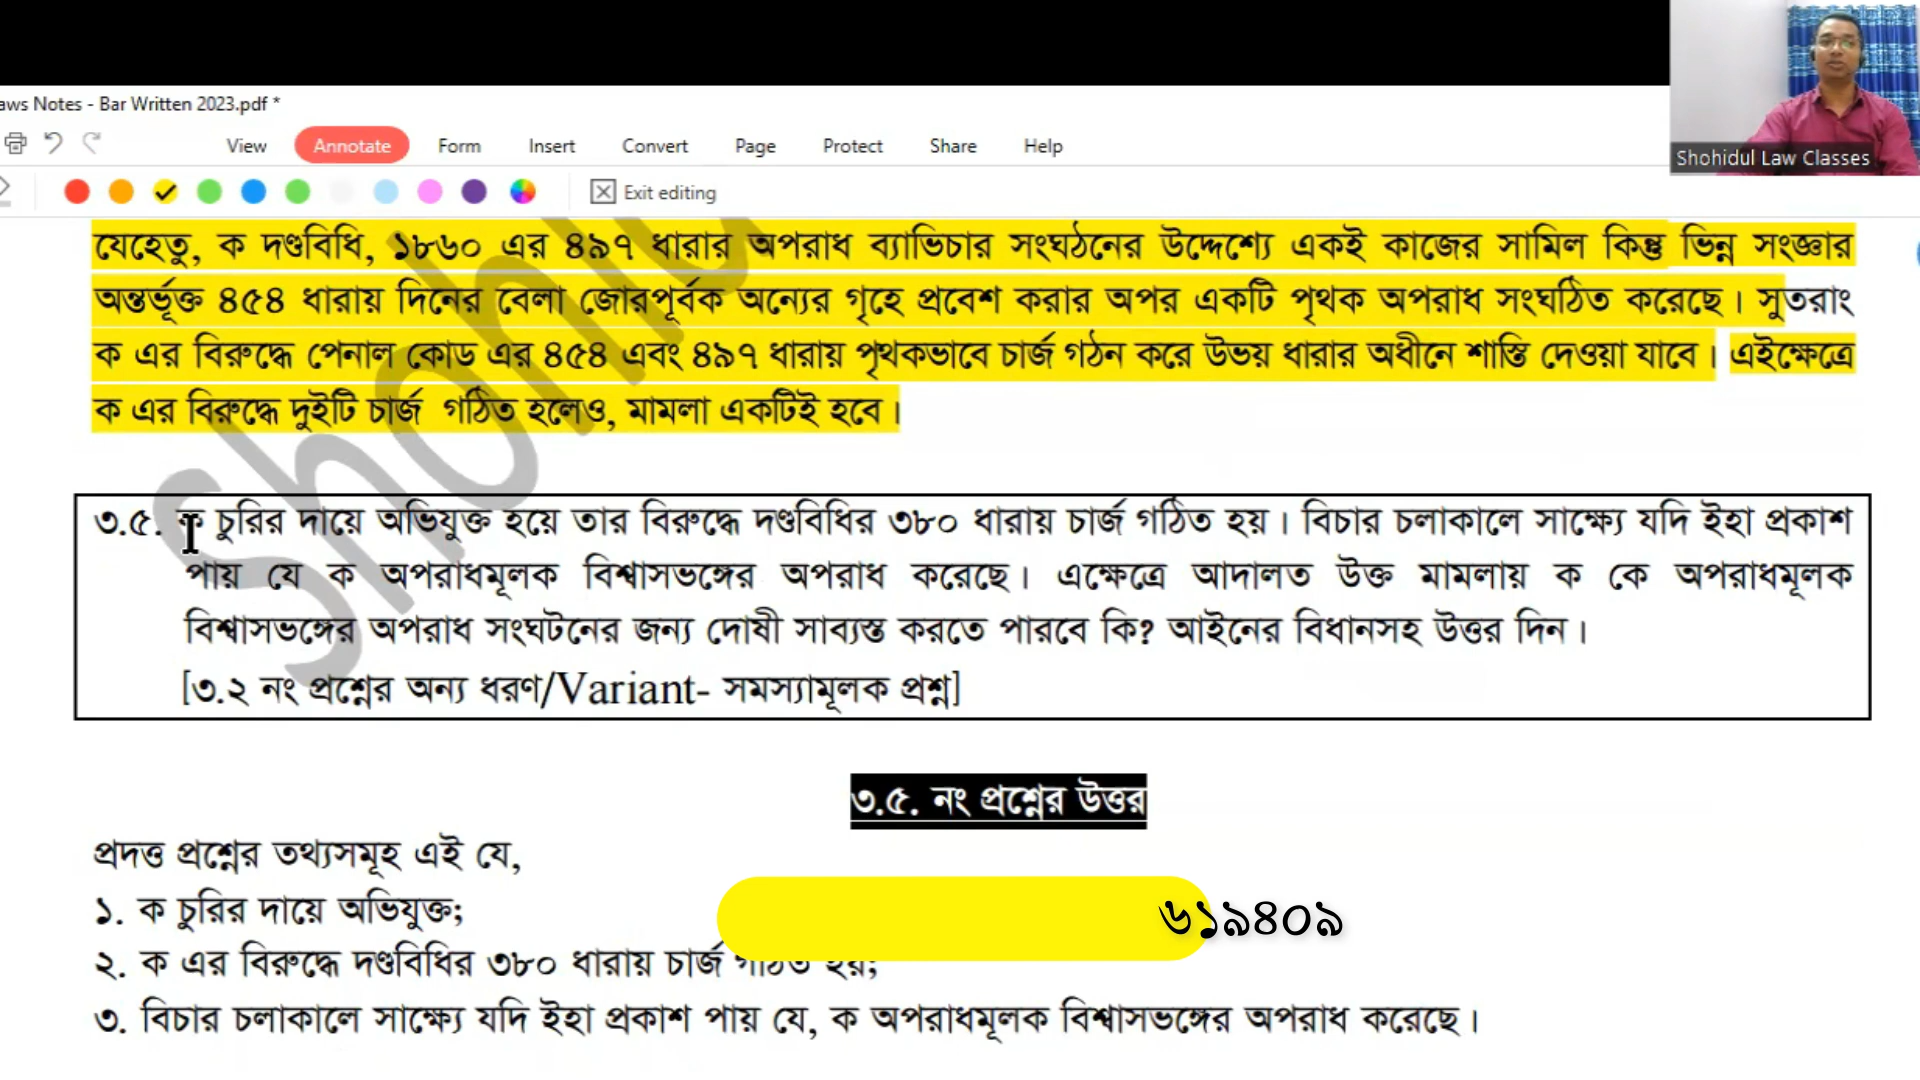 aws Notes - Bar Written 2023.pdf *
View Annotate Form Insert Convert Page Protect Share Help
Exit editing
Shohidul Law Classes
যেহেতু, ক দণ্ডবিধি, ১৮৬০ এর ৪৯৭ ধারার অপরাধ ব্যাভিচার সংঘঠনের উদ্দেশ্যে একই কাজের সামিল কিন্তু ভিন্ন সংজ্ঞার
অন্তর্ভূক্ত ৪৫৪ ধারায় দিনের বেলা জোরপূর্বক অন্যের গৃহে প্রবেশ করার অপর একটি পৃথক অপরাধ সংঘঠিত করেছে। সুতরাং
ক এর বিরুদ্ধে পেনাল কোড এর ৪৫৪ এবং ৪৯৭ ধারায় পৃথকভাবে চার্জ গঠন করে উভয় ধারার অধীনে শাস্তি দেওয়া যাবে। এইক্ষেত্রে
ক এর বিরুদ্ধে দুইটি চার্জ গঠিত হলেও, মামলা একটিই হবে।
৩.৫. ক চুরির দায়ে অভিযুক্ত হয়ে তার বিরুদ্ধে দণ্ডবিধির ৩৮০ ধারায় চার্জ গঠিত হয়। বিচার চলাকালে সাক্ষ্যে যদি ইহা প্রকাশ
পায় যে ক অপরাধমূলক বিশ্বাসভঙ্গের অপরাধ করেছে। এক্ষেত্রে আদালত উক্ত মামলায় ক কে অপরাধমূলক
বিশ্বাসভঙ্গের অপরাধ সংঘটনের জন্য দোষী সাব্যস্ত করতে পারবে কি? আইনের বিধানসহ উত্তর দিন।
[৩.২ নং প্রশ্নের অন্য ধরণ/Variant- সমস্যামূলক প্রশ্ন]
৩.৫. নং প্রশ্নের উত্তর
প্রদত্ত প্রশ্নের তথ্যসমূহ এই যে,
১. ক চুরির দায়ে অভিযুক্ত;
৬১৯৪০৯
২. ক এর বিরুদ্ধে দণ্ডবিধির ৩৮০ ধারায় চার্জ গঠিত হয়;
৩. বিচার চলাকালে সাক্ষ্যে যদি ইহা প্রকাশ পায় যে, ক অপরাধমূলক বিশ্বাসভঙ্গের অপরাধ করেছে।